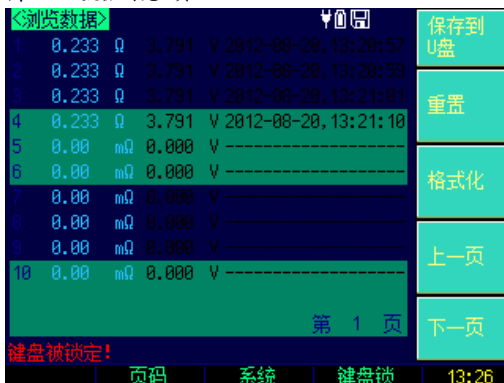 <浏览数据>
保存到
U盘
1 0.233 Ω 3.791 V 2012-08-20,13:20:57
2 0.233 Ω 3.791 V 2012-08-20,13:20:59
3 0.233 Ω 3.791 V 2012-08-20,13:21:01
4 0.233 Ω 3.791 V 2012-08-20,13:21:10
重置
5 0.00 mΩ 0.000 V --------------------
6 0.00 mΩ 0.000 V --------------------
格式化
7 0.00 mΩ 0.000 V --------------------
8 0.00 mΩ 0.000 V --------------------
9 0.00 mΩ 0.000 V --------------------
上一页
10 0.00 mΩ 0.000 V --------------------
第 1 页
下一页
键盘被锁定!
页码 系统 键盘锁 13:26